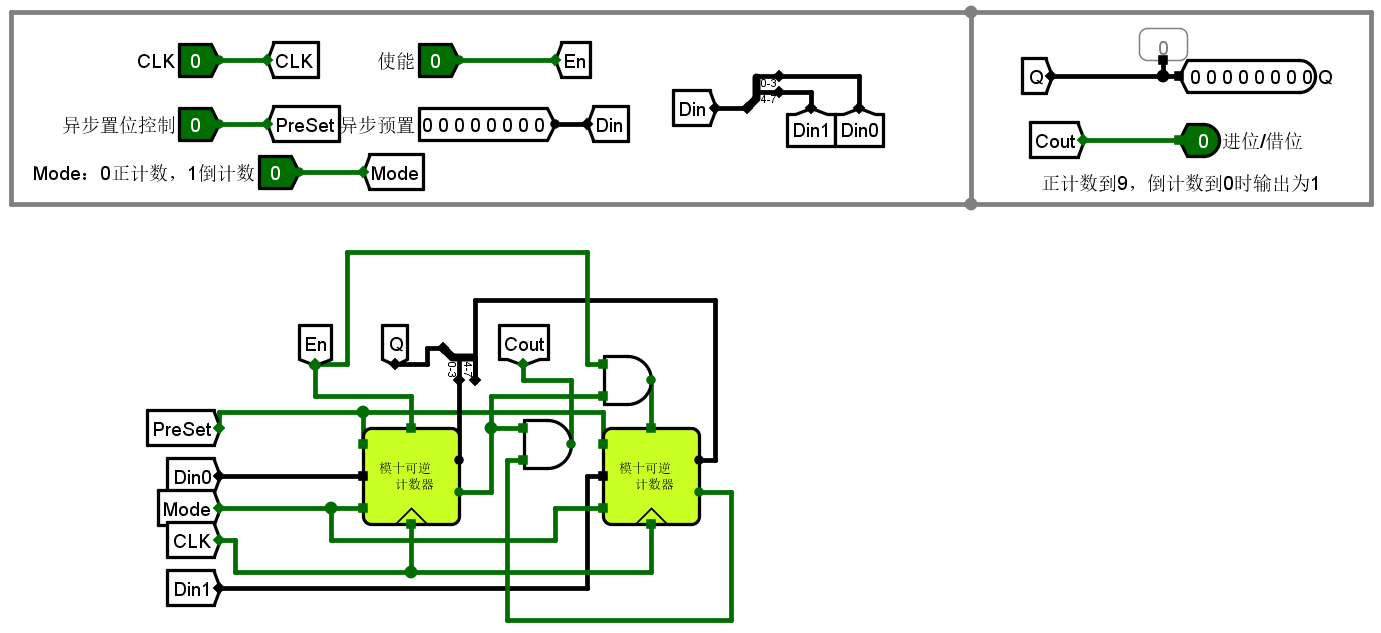 CLK 0 CLK
使能 0 En
异步置位控制 0 PreSet
异步预置 0 0 0 0 0 0 0 0 Din
Mode：0正计数，1倒计数 0 Mode
Din
0-3
4-7
Din1
Din0
0
Q 0 0 0 0 0 0 0 0 Q
Cout 0 进位/借位
正计数到9，倒计数到0时输出为1
En
Q
0-3
4-7
Cout
PreSet
Din0
Mode
CLK
Din1
模十可逆
计数器
模十可逆
计数器